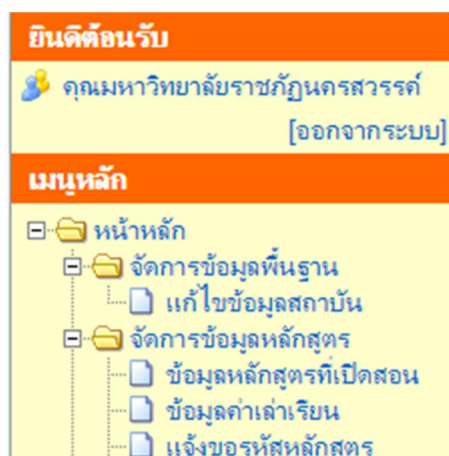 ยินดีต้อนรับ
คุณมหาวิทยาลัยราชภัฏนครสวรรค์
[ออกจากระบบ]
เมนูหลัก
หน้าหลัก
จัดการข้อมูลพื้นฐาน
แก้ไขข้อมูลสถาบัน
จัดการข้อมูลหลักสูตร
ข้อมูลหลักสูตรที่เปิดสอน
ข้อมูลค่าเล่าเรียน
แจ้งขอรหัสหลักสูตร